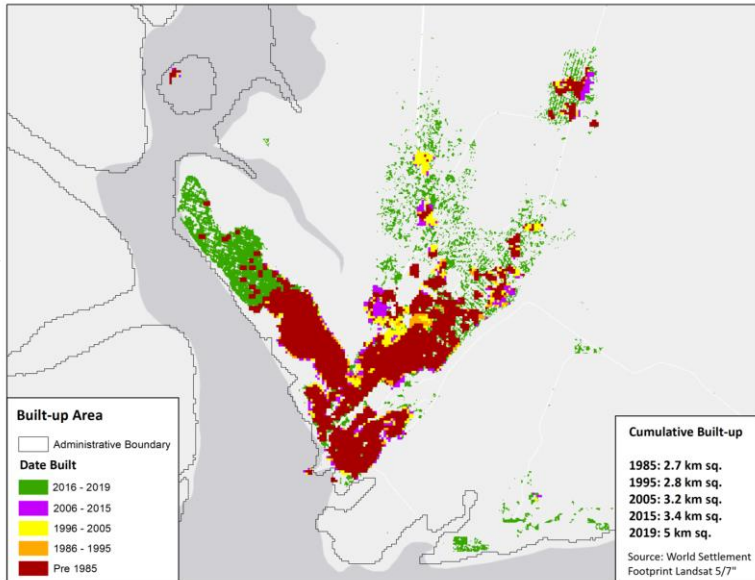 Built-up Area
Administrative Boundary
Date Built
2016 - 2019
2006 - 2015
1996 - 2005
1986 - 1995
Pre 1985
Cumulative Built-up
1985: 2.7 km sq.
1995: 2.8 km sq.
2005: 3.2 km sq.
2015: 3.4 km sq.
2019: 5 km sq.
Source: World Settlement
Footprint Landsat 5/7"